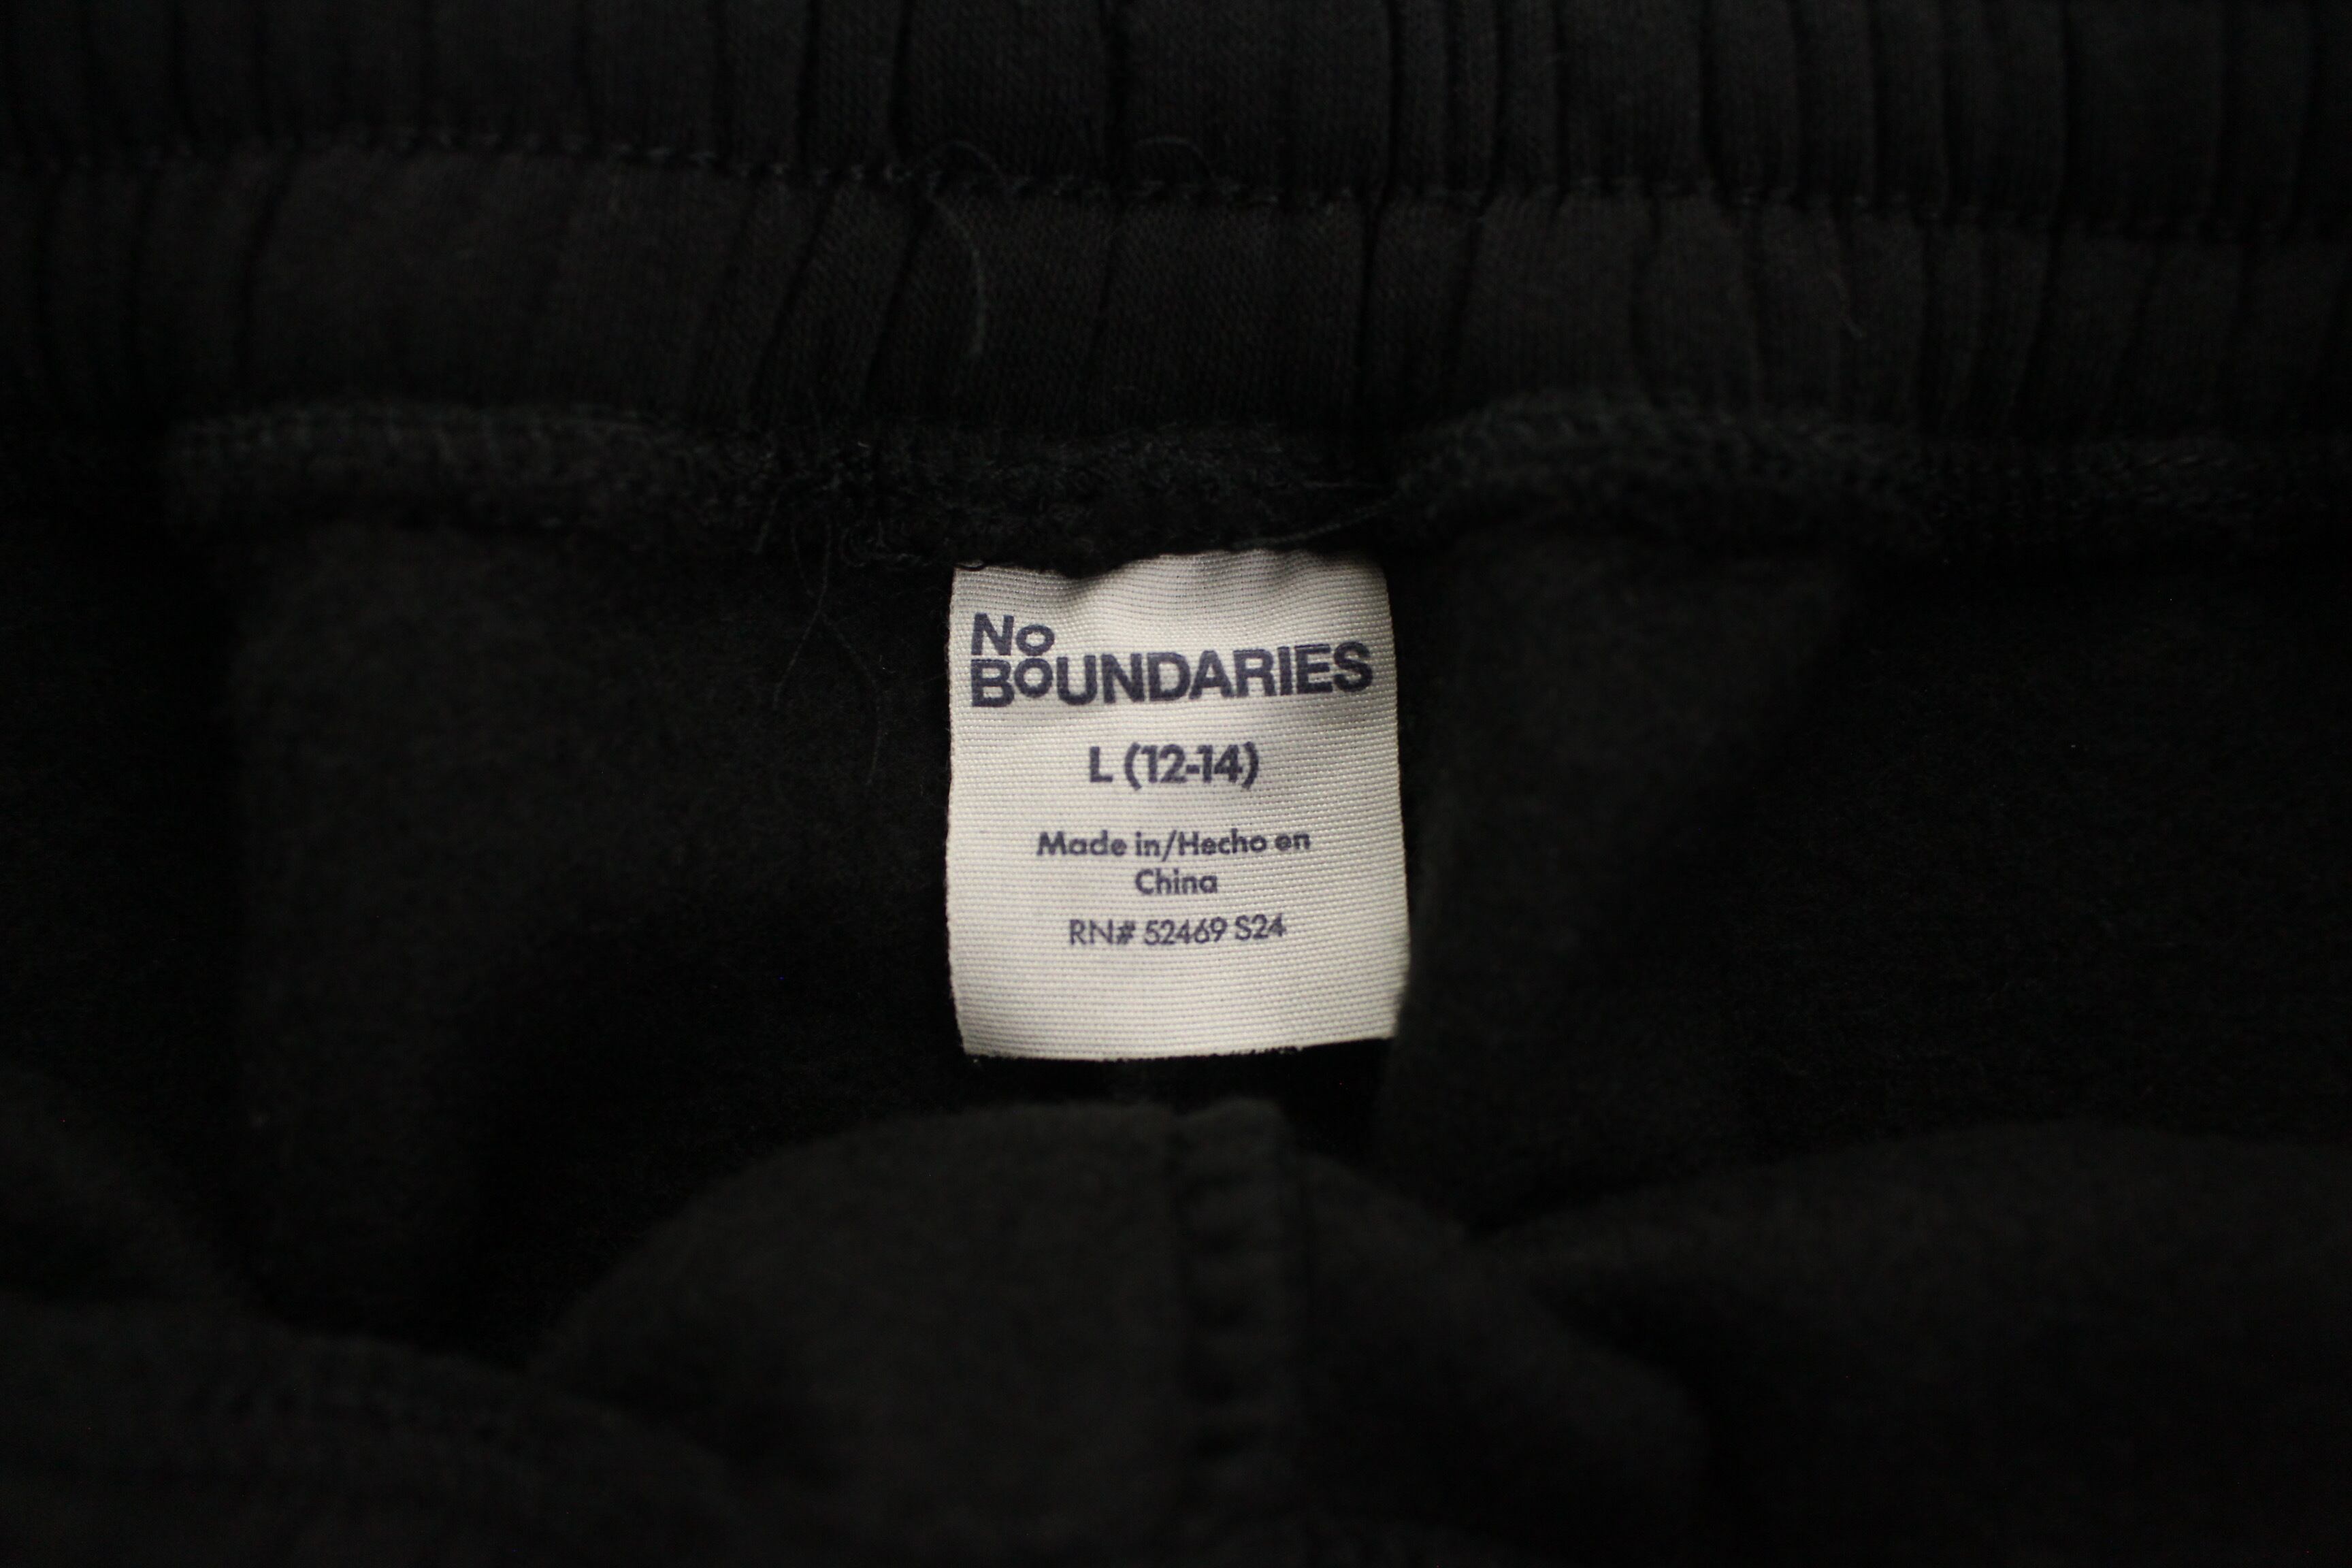 No
BoUNDARIES
L (12-14)
Made in/Hecho en
China
RN# 52469 S24